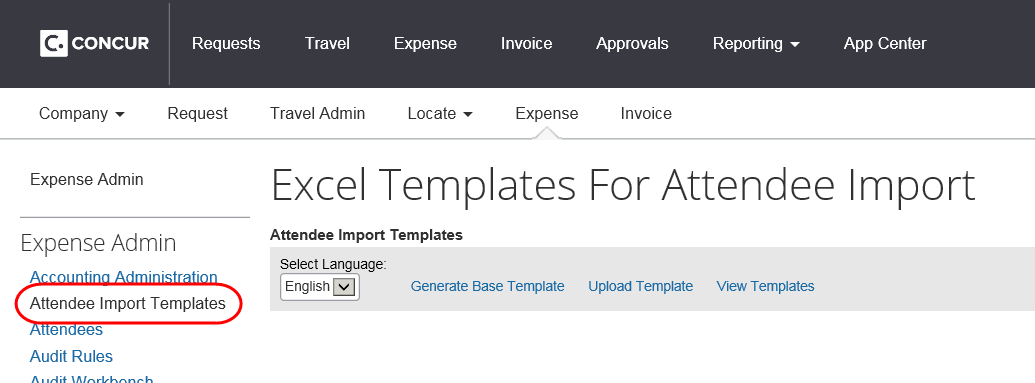 C. CONCUR Requests Travel Expense Invoice Approvals Reporting App Center
Company Request Travel Admin Locate Expense Invoice
Expense Admin
Excel Templates For Attendee Import
Attendee Import Templates
Expense Admin
Select Language:
English Generate Base Template Upload Template View Templates
Accounting Administration
Attendee Import Templates
Attendees
Audit Rules
Audit Workbench